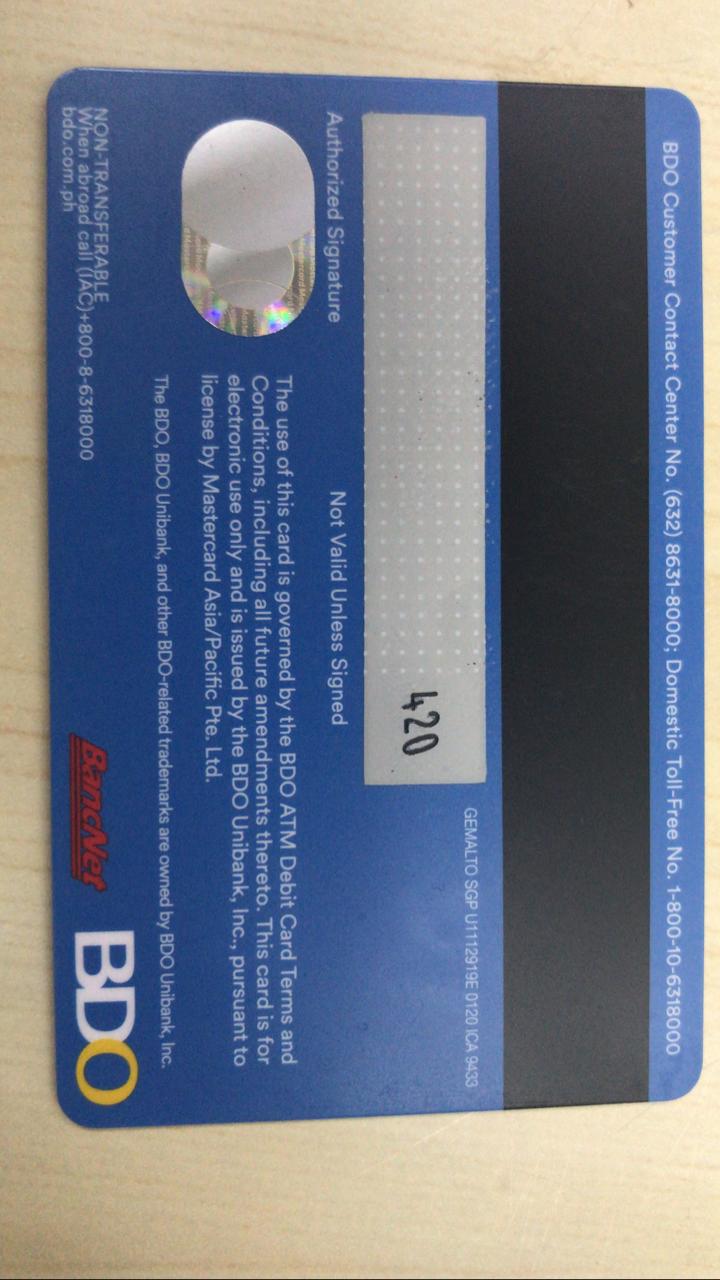 BDO Customer Contact Center No. (632) 8631-8000; Domestic Toll-Free No. 1-800-10-6318000
GEMALTO SGP U1112919E 0120 ICA 9433
420
Authorized Signature
Not Valid Unless Signed
The use of this card is governed by the BDO ATM Debit Card Terms and
Conditions, including all future amendments thereto. This card is for
electronic use only and is issued by the BDO Unibank, Inc., pursuant to
license by Mastercard Asia/Pacific Pte. Ltd.
The BDO, BDO Unibank, and other BDO-related trademarks are owned by BDO Unibank, Inc.
NON-TRANSFERABLE
When abroad call (IAC)+800-8-6318000
bdo.com.ph
BancNet
BDO